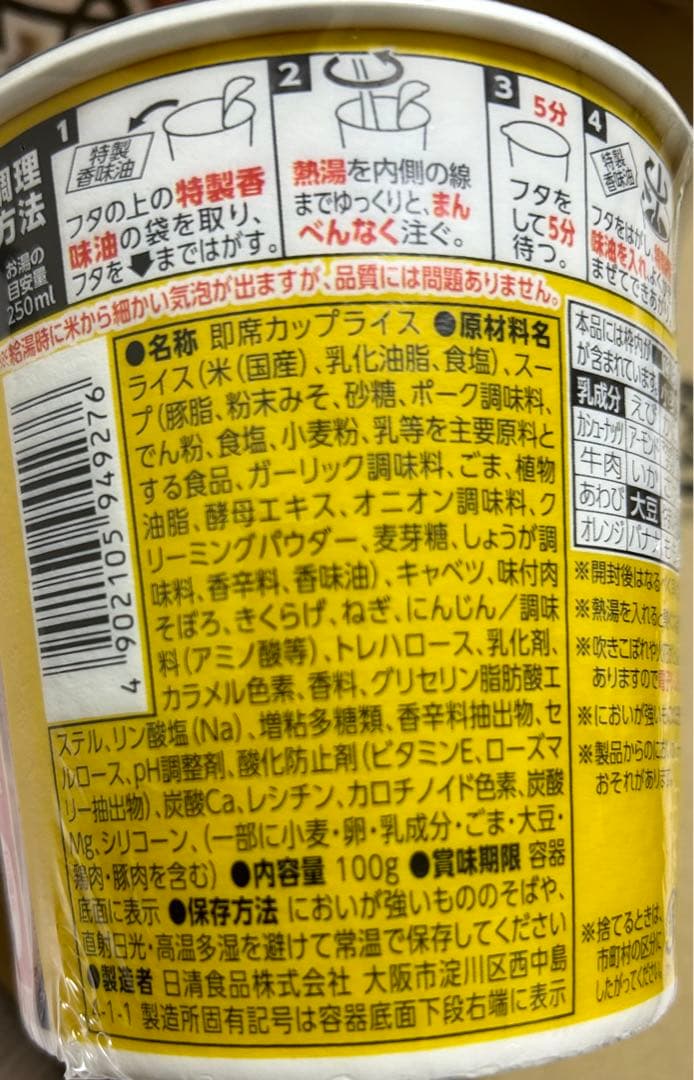 調理
方法
お湯の
目安量
250ml
1
特製
香味油
フタの上の特製香
味油の袋を取り、
フタを まではがす。
2
熱湯を内側の線
までゆっくりと、まん
べんなく注ぐ。
3
5分
フタを
して5分
待つ。
4
特製
香味油
フタをはがし、
味油を入れ、よく
まぜてできあが
※給湯時に米から細かい気泡が出ますが、品質には問題ありません。
●名称 即席カップライス ●原材料名
ライス(米(国産)、乳化油脂、食塩)、スー
プ(豚脂、粉末みそ、砂糖、ポーク調味料、
でん粉、食塩、小麦粉、乳等を主要原料と
する食品、ガーリック調味料、ごま、植物
油脂、酵母エキス、オニオン調味料、ク
リーミングパウダー、麦芽糖、しょうが調
味料、香辛料、香味油)、キャベツ、味付肉
そぼろ、きくらげ、ねぎ、にんじん/調味
料(アミノ酸等)、トレハロース、乳化剤、
カラメル色素、香料、グリセリン脂肪酸エ
ステル、リン酸塩(Na)、増粘多糖類、香辛料抽出物、セ
ルロース、pH調整剤、酸化防止剤(ビタミンE、ローズマ
リー抽出物)、炭酸Ca、レシチン、カロチノイド色素、炭酸
Mg、シリコーン、(一部に小麦・卵・乳成分・ごま・大豆・
鶏肉・豚肉を含む) ●内容量 100g ●賞味期限 容器
底面に表示 ●保存方法 においが強いもののそばや、
直射日光・高温多湿を避けて常温で保存してください
●製造者 日清食品株式会社 大阪市淀川区西中島
4-1-1 製造所固有記号は容器底面下段右端に表示
4 902105 949276
本品には枠内が
が含まれています
乳成分 えび
カシューナッツ アーモンド
牛肉 いか
あわび 大豆
オレンジ バナナ
※開封後はなる
※熱湯を入れると
※吹きこぼれや
ありますので
※においが強い
※製品からのに
おそれがあります
※捨てるときは、
市町村の区分に
したがってください